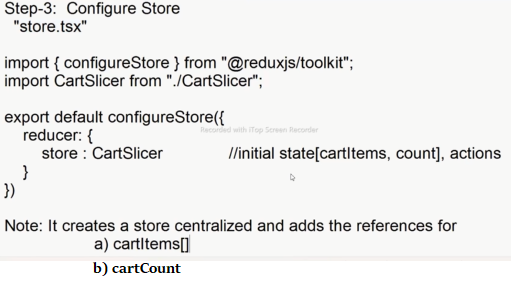 Step-3:  Configure Store
"store.tsx"
import { configureStore } from "@reduxjs/toolkit";
import CartSlicer from "./CartSlicer";
export default configureStore({
reducer: {
Recorded with iTop Screen Recorder
store : CartSlicer //initial state[cartItems, count], actions
}
})
Note: It creates a store centralized and adds the references for
a) cartItems[]
b) cartCount